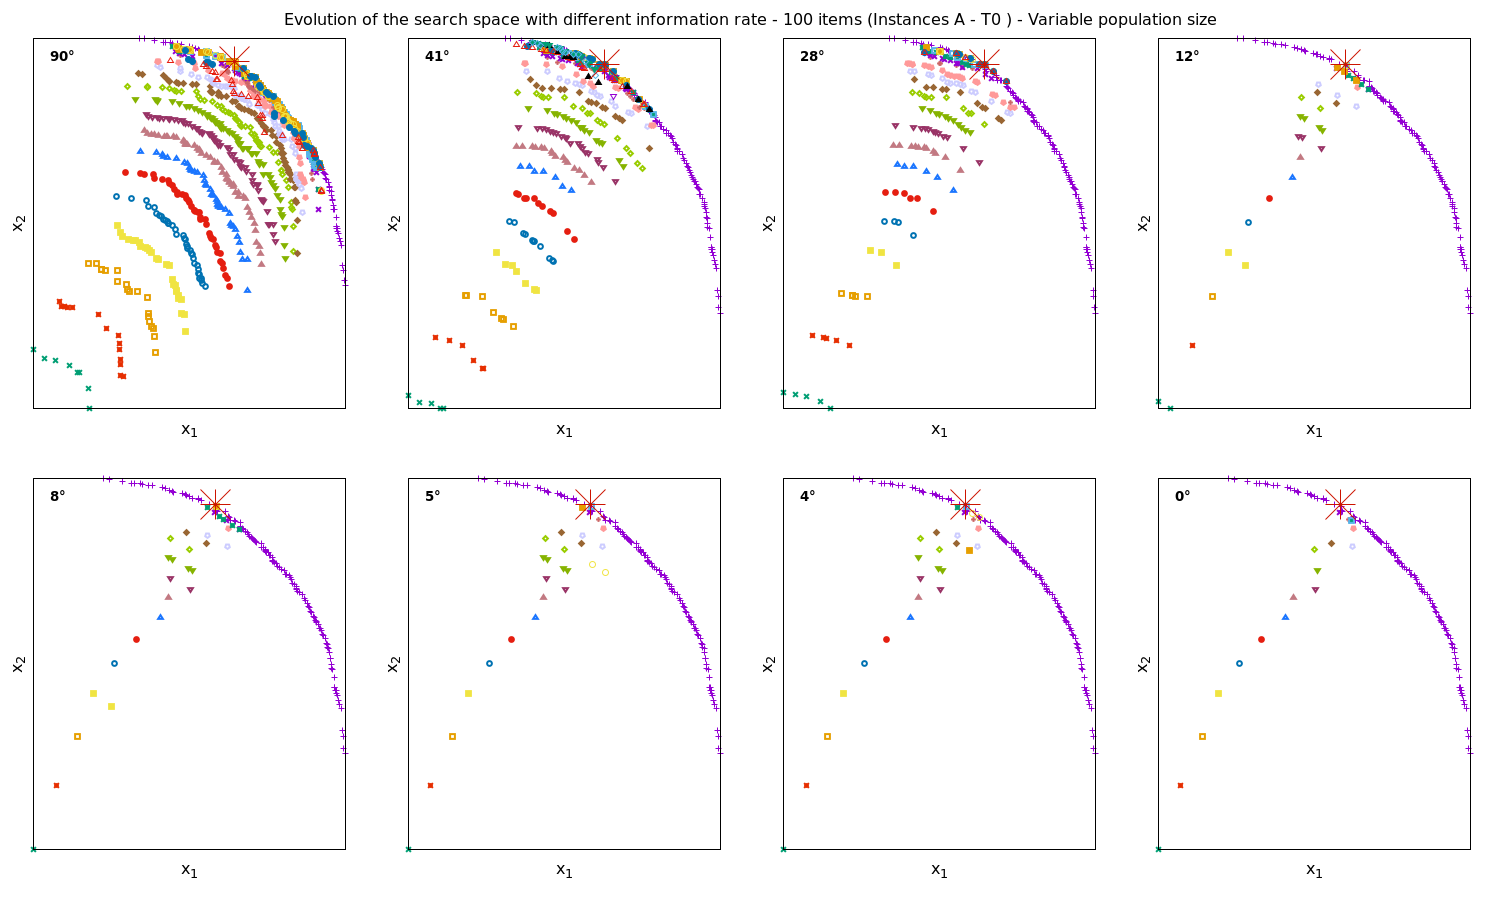 Evolution of the search space with different information rate - 100 items (Instances A - T0 ) - Variable population size
90°
41°
28°
12°
x₂
x₂
x₂
x₂
x₁
x₁
x₁
x₁
8°
5°
4°
0°
x₂
x₂
x₂
x₂
x₁
x₁
x₁
x₁